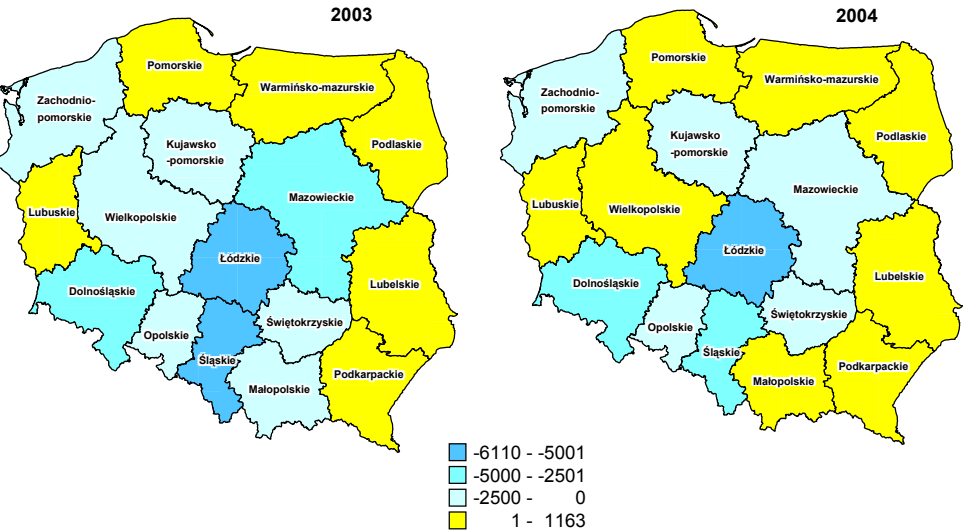 2003
Pomorskie
Warmińsko-mazurskie
Zachodnio-
pomorskie
Kujawsko
-pomorskie
Podlaskie
Mazowieckie
Lubuskie
Wielkopolskie
Łódzkie
Dolnośląskie
Lubelskie
Opolskie
Świętokrzyskie
Śląskie
Małopolskie
Podkarpackie
2004
Pomorskie
Warmińsko-mazurskie
Zachodnio-
pomorskie
Kujawsko
-pomorskie
Podlaskie
Mazowieckie
Lubuskie
Wielkopolskie
Łódzkie
Dolnośląskie
Lubelskie
Opolskie
Świętokrzyskie
Śląskie
Małopolskie
Podkarpackie
-6110 - -5001
-5000 - -2501
-2500 - 0
1 - 1163